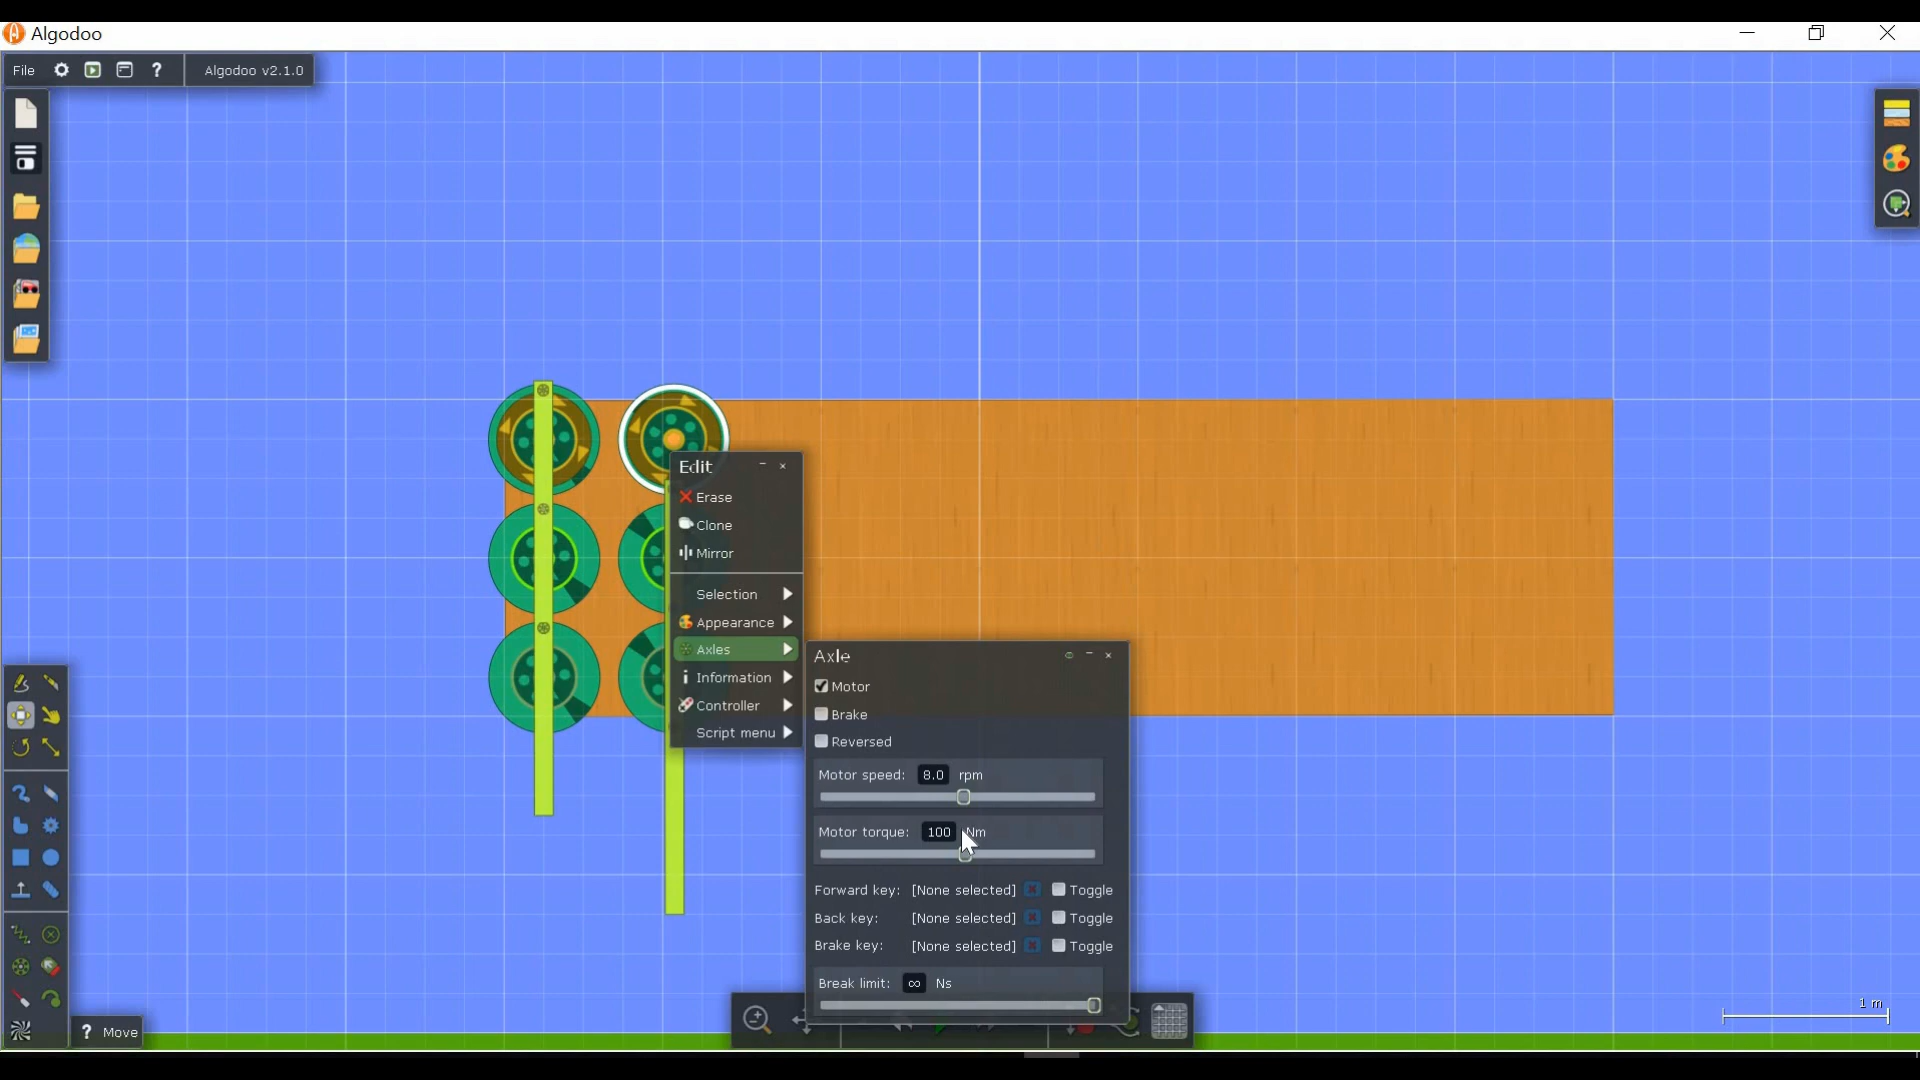 Algodoo
File ? Algodoo v2.1.0
Edit
Erase
Clone
Mirror
Selection
Appearance
Axles
Information
Controller
Script menu
Axle
Motor
Brake
Reversed
Motor speed: 8.0 rpm
Motor torque: 100 Nm
Forward key: [None selected] Toggle
Back key: [None selected] Toggle
Brake key: [None selected] Toggle
Break limit: ∞ Ns
? Move
1 m